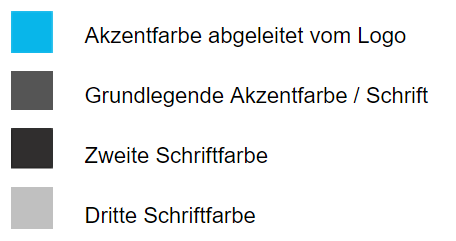 Akzentfarbe abgeleitet vom Logo
Grundlegende Akzentfarbe / Schrift
Zweite Schriftfarbe
Dritte Schriftfarbe